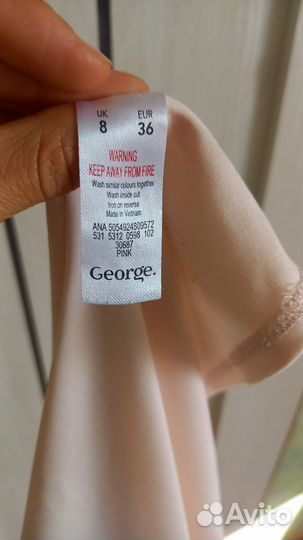 UK EUR
8 36
WARNING
KEEP AWAY FROM FIRE
Wash similar colours together
Wash inside out
Iron on reverse
Made in Vietnam
ANA 5054924809572
531 5312 0598 102
30687
PINK
George.
Avito